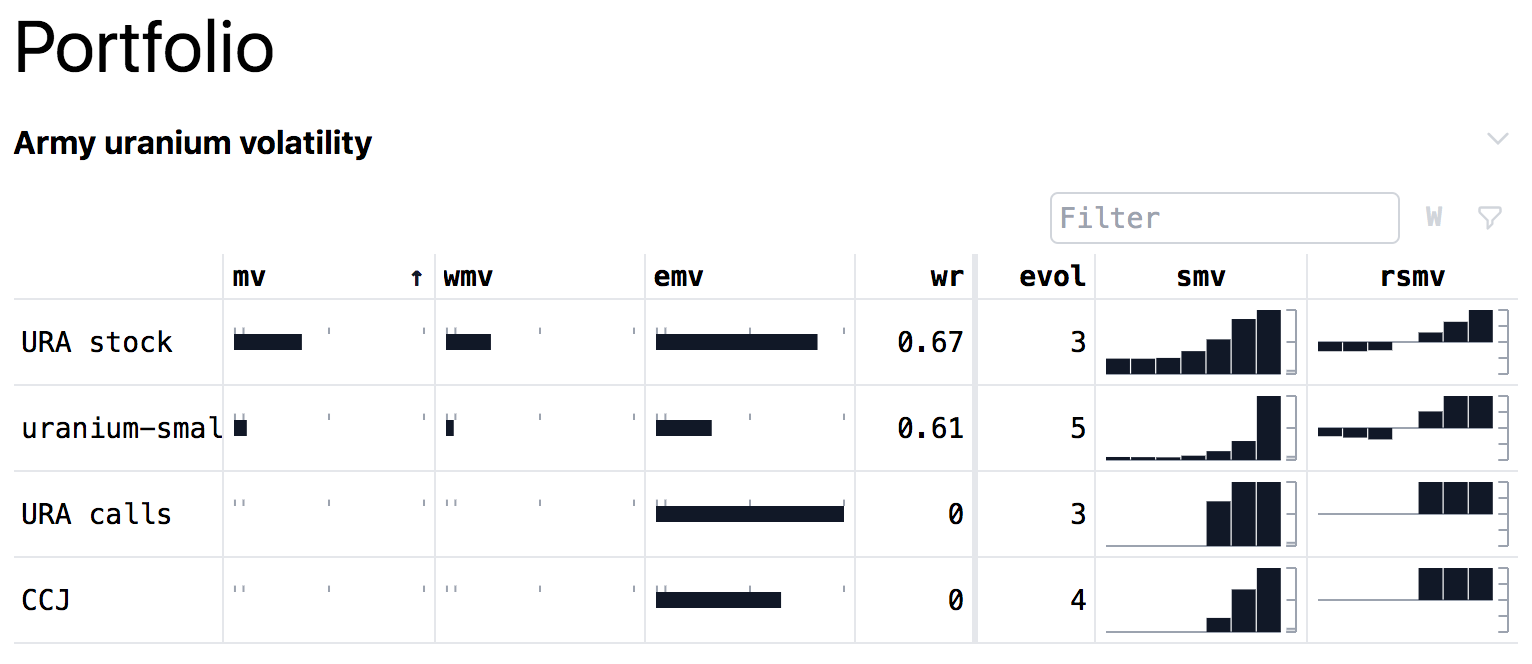 Portfolio
Army uranium volatility
Filter W
mv ↑ wmv emv wr evol smv rsmv
URA stock 0.67 3
uranium-smal 0.61 5
URA calls 0 3
CCJ 0 4